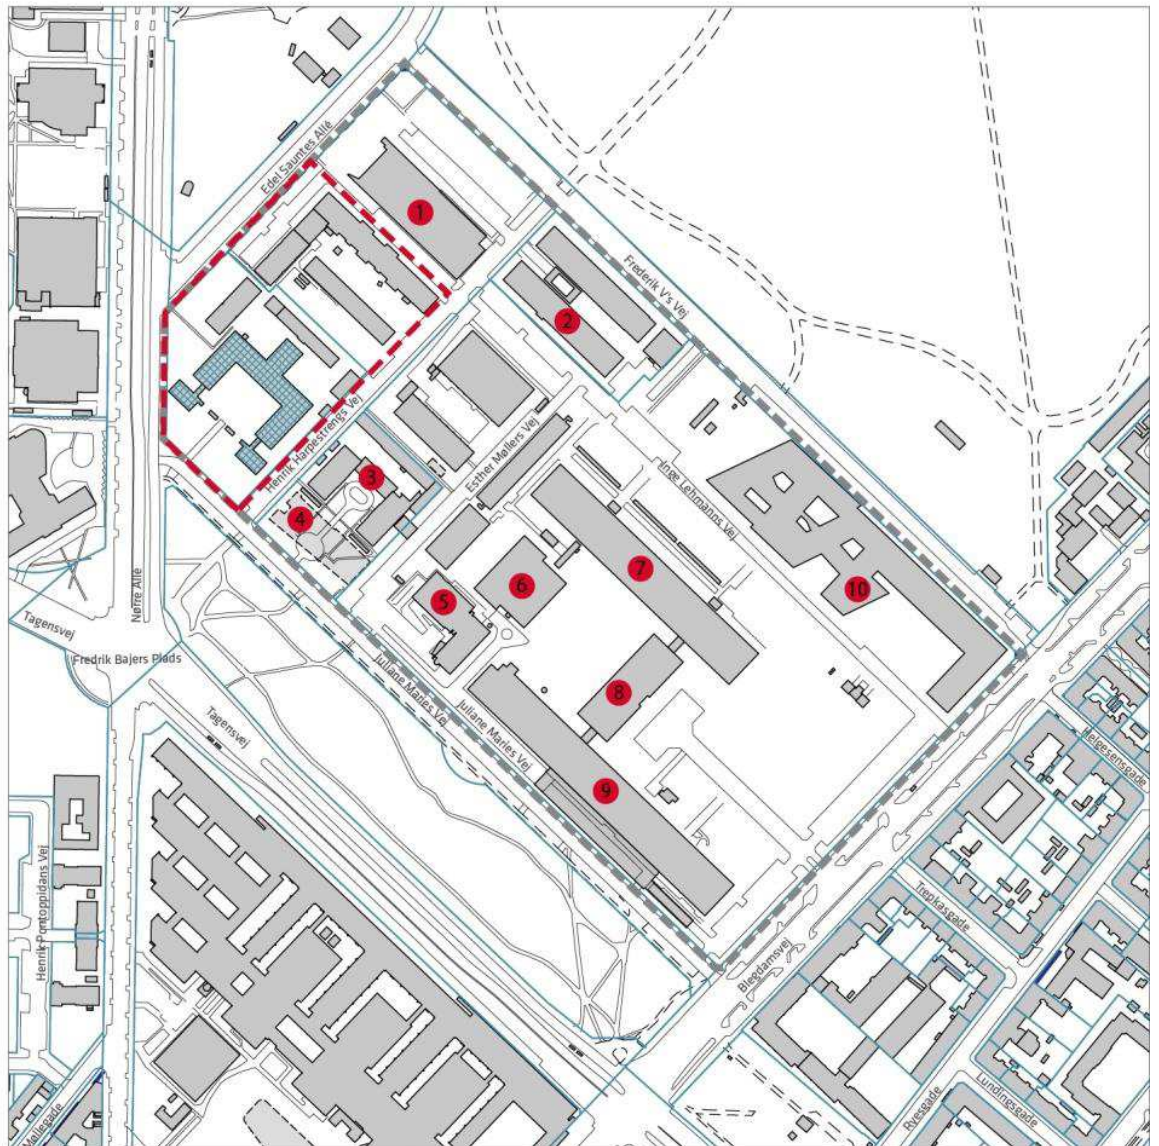 Edel Sauntes Allé
1
Frederik V's Vej
2
Henrik Harpestrengs Vej
Esther Møllers Vej
3
Inge Lehmanns Vej
4
7
6
10
5
Nørre Allé
Tagensvej
Fredrik Bajers Plads
Juliane Maries Vej
8
Tagensvej
Juliane Maries Vej
Helgesensgade
9
Henrik Pontoppidans Vej
Trepkasgade
Blegdamsvej
Møllegade
Ryesgade
Lundingsgade